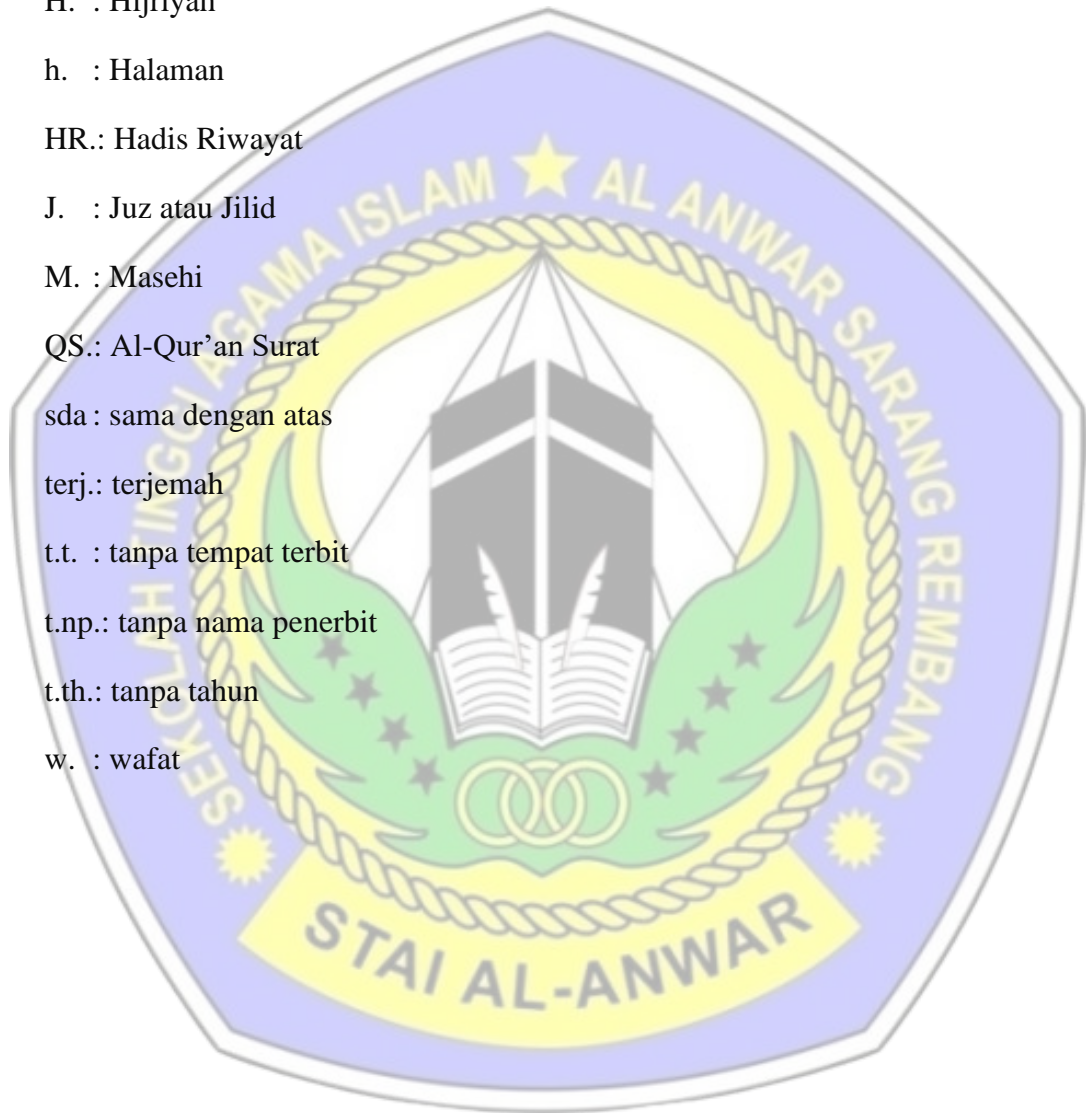 H. : Hijriyah
h. : Halaman
HR.: Hadis Riwayat
J. : Juz atau Jilid
M. : Masehi
QS.: Al-Qur’an Surat
sda : sama dengan atas
terj.: terjemah
t.t. : tanpa tempat terbit
t.np.: tanpa nama penerbit
t.th.: tanpa tahun
w. : wafat
SEKOLAH TINGGI AGAMA ISLAM ★ AL ANWAR SARANG REMBANG
STAI AL-ANWAR